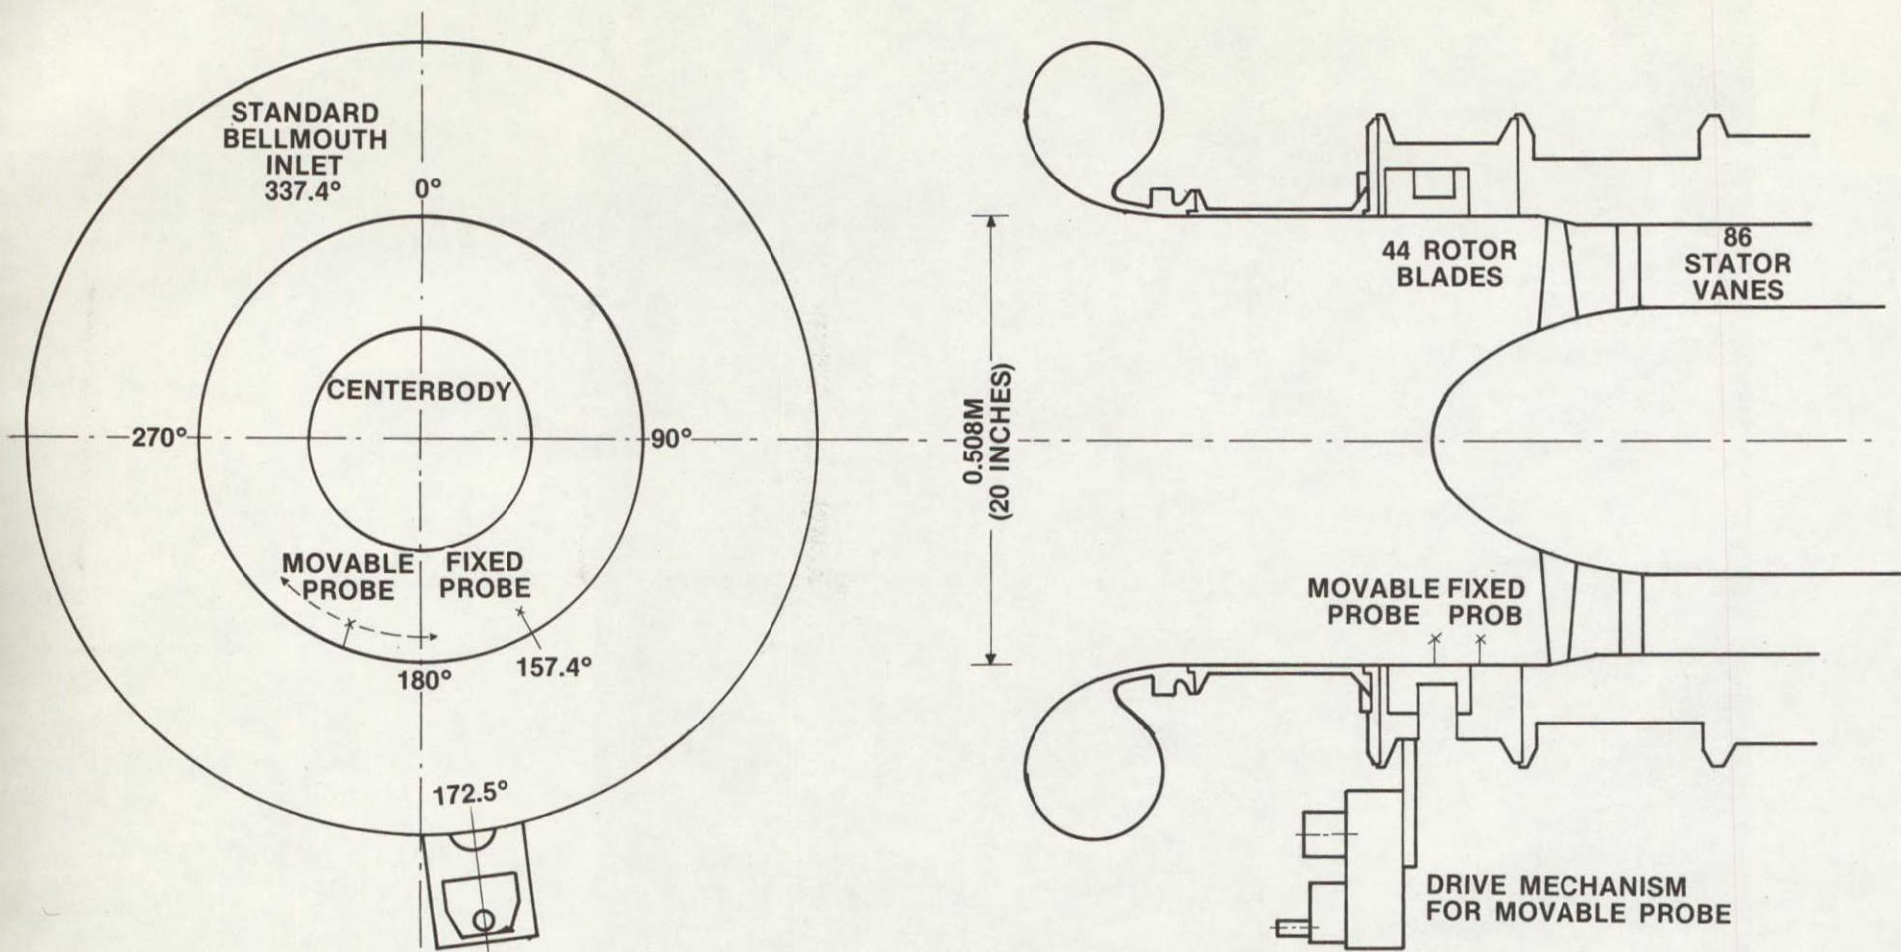 STANDARD
BELLMOUTH
INLET
337.4°
0°
CENTERBODY
270°
90°
MOVABLE
PROBE
FIXED
PROBE
157.4°
180°
172.5°
0.508M
(20 INCHES)
44 ROTOR
BLADES
86
STATOR
VANES
MOVABLE
PROBE
FIXED
PROB
DRIVE MECHANISM
FOR MOVABLE PROBE